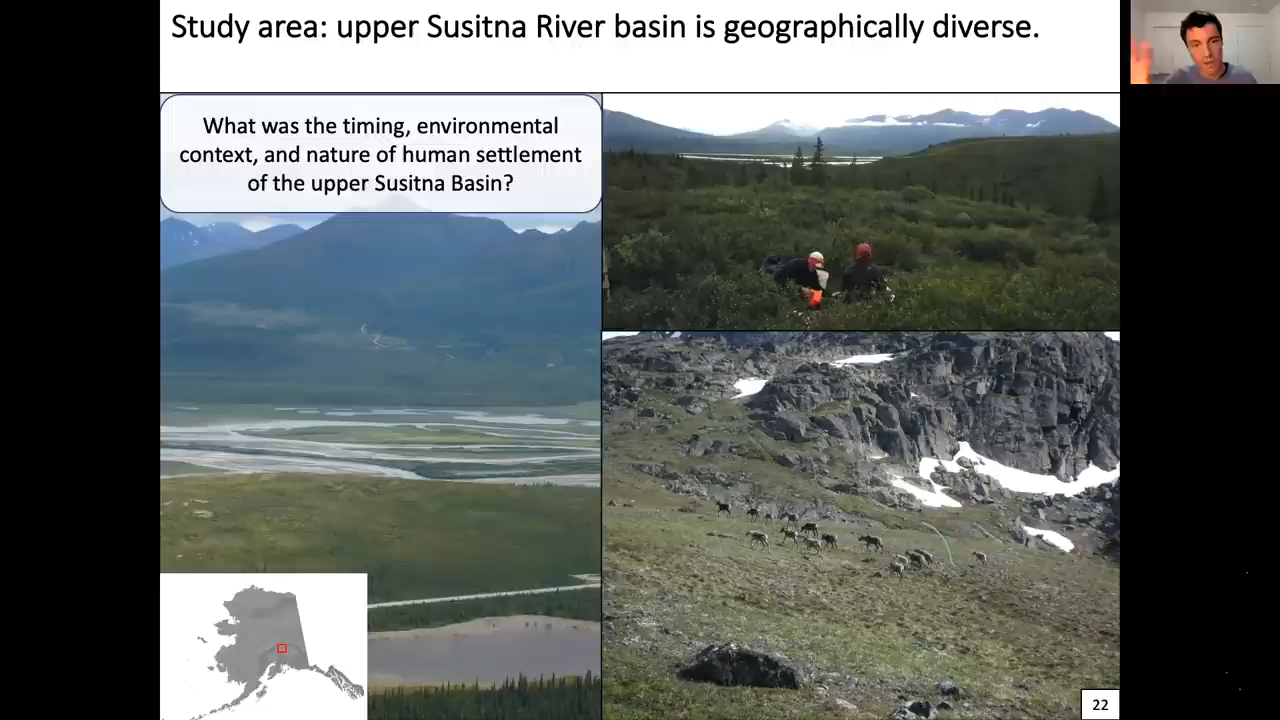 Study area: upper Susitna River basin is geographically diverse.
What was the timing, environmental
context, and nature of human settlement
of the upper Susitna Basin?
22